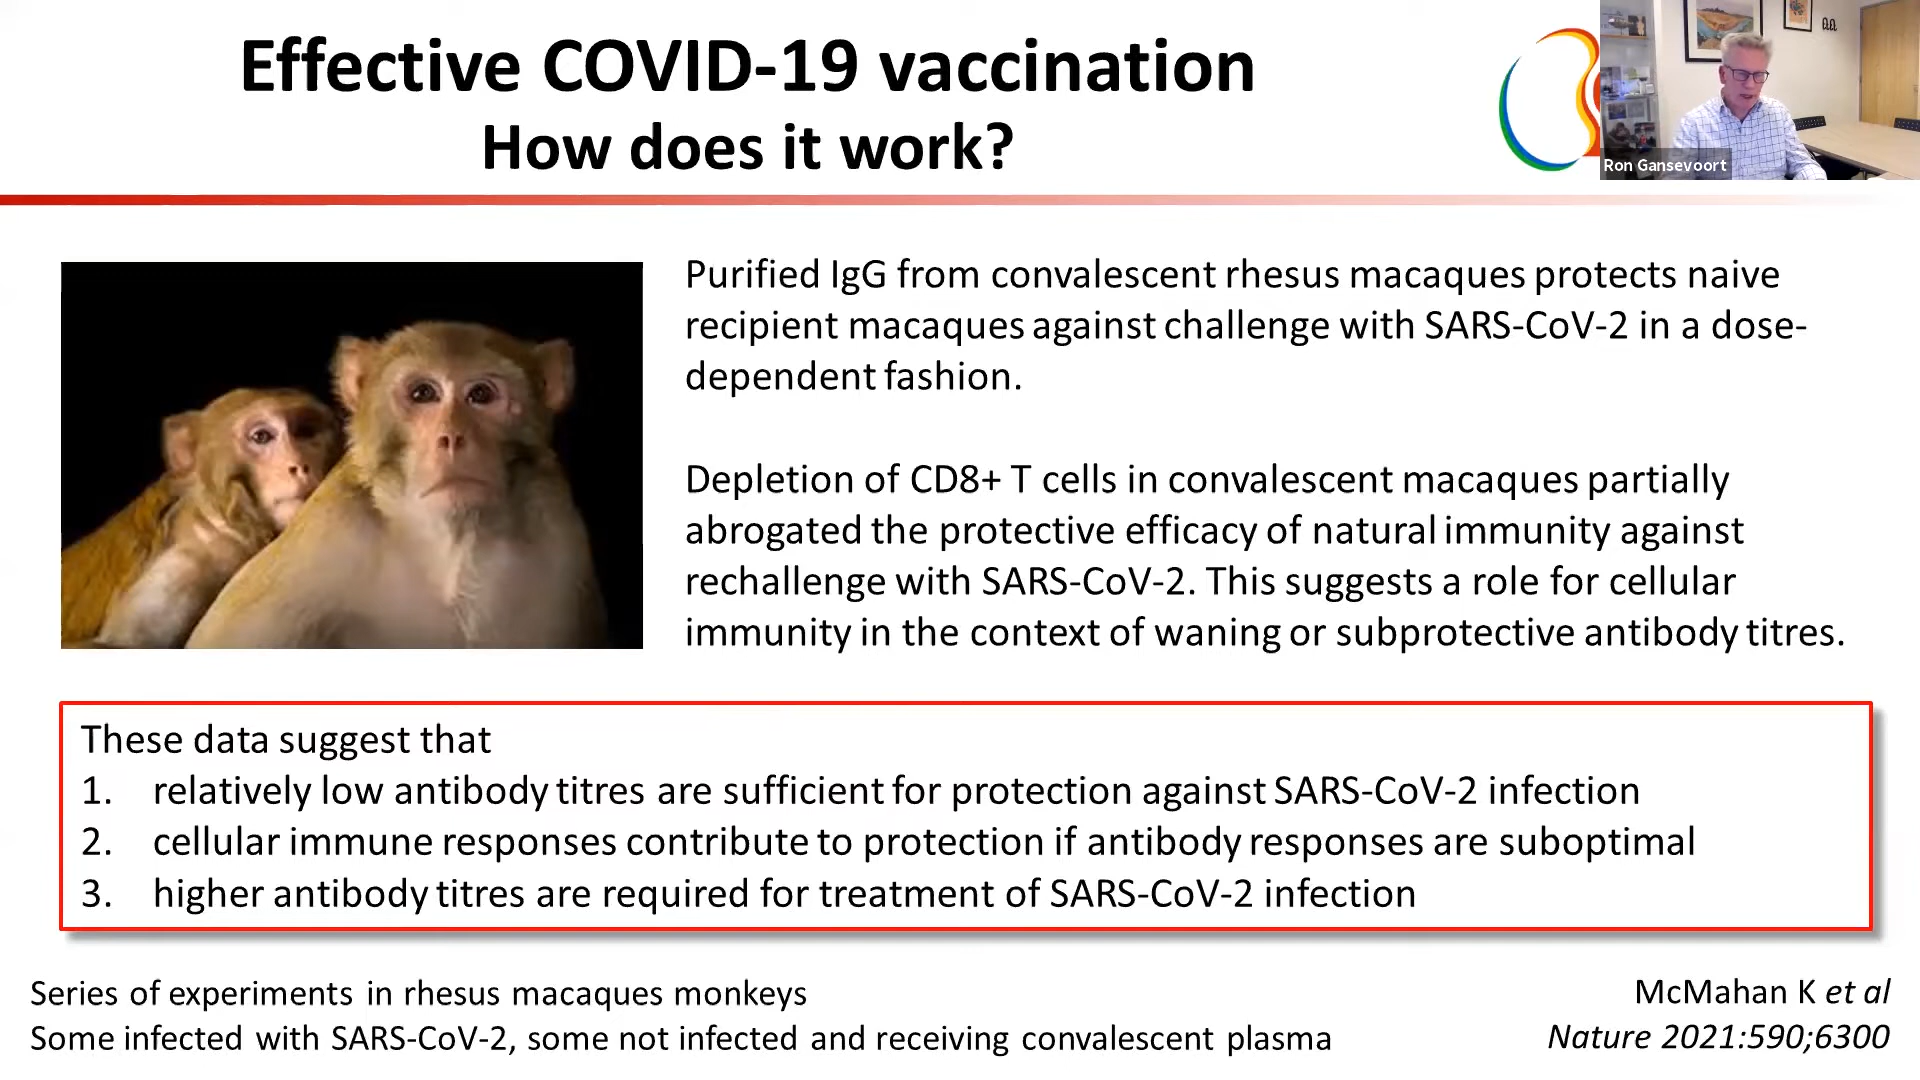 Effective COVID-19 vaccination
How does it work?
Ron Gansevoort
Purified IgG from convalescent rhesus macaques protects naive
recipient macaques against challenge with SARS-CoV-2 in a dose-
dependent fashion.
Depletion of CD8+ T cells in convalescent macaques partially
abrogated the protective efficacy of natural immunity against
rechallenge with SARS-CoV-2. This suggests a role for cellular
immunity in the context of waning or subprotective antibody titres.
These data suggest that
1. relatively low antibody titres are sufficient for protection against SARS-CoV-2 infection
2. cellular immune responses contribute to protection if antibody responses are suboptimal
3. higher antibody titres are required for treatment of SARS-CoV-2 infection
Series of experiments in rhesus macaques monkeys
Some infected with SARS-CoV-2, some not infected and receiving convalescent plasma
McMahan K et al
Nature 2021:590;6300